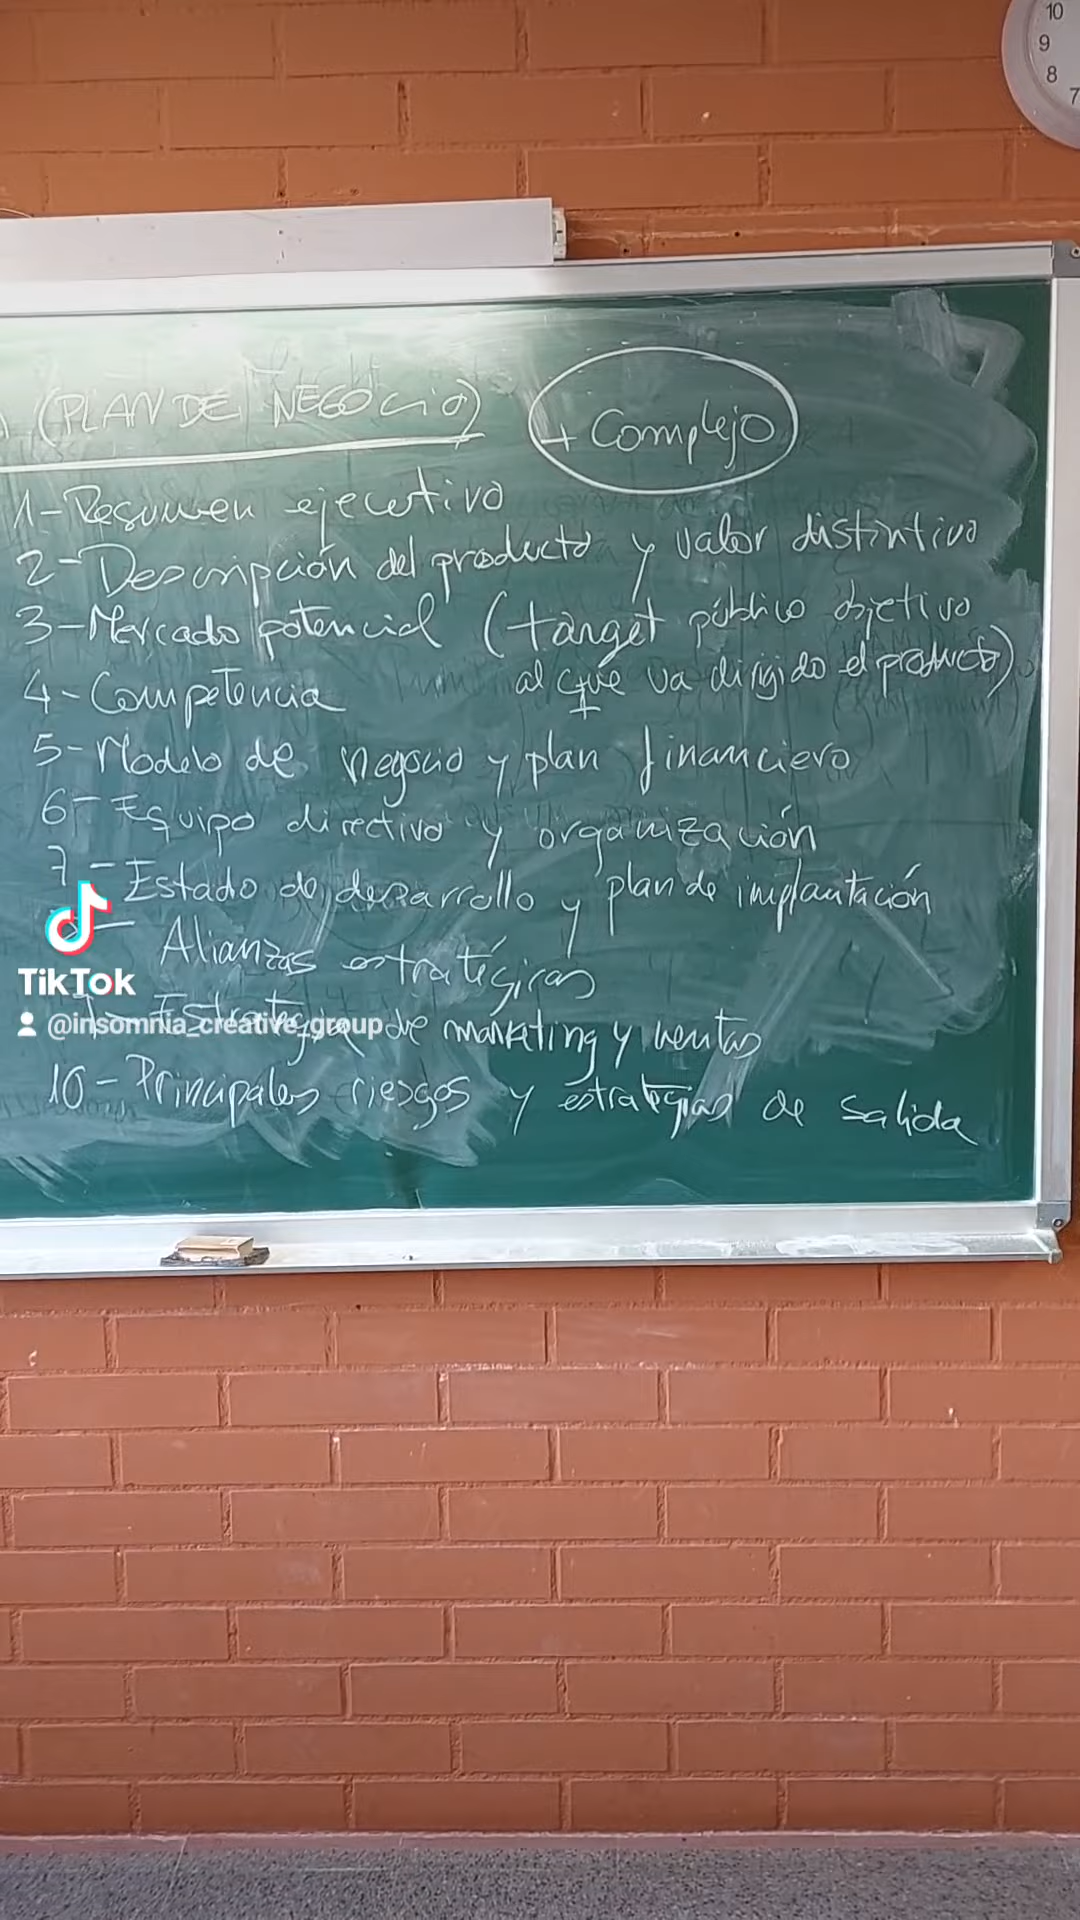 10
9
8
7
(PLAN DE NEGOCIO)
+ Complejo
1-Resumen ejecutivo
2-Descripción del producto y valor distintivo
3-Mercado potencial (target público objetivo
al que va dirigido el producto)
4-Competencia
5-Modelo de negocio y plan financiero
6-Equipo directivo y organización
7-Estado de desarrollo y plan de implantación
- Alianzas estratégicas
- Estrategia de marketing y ventas
10-Principales riesgos y estrategias de salida
TikTok
@insomnia_creative_group